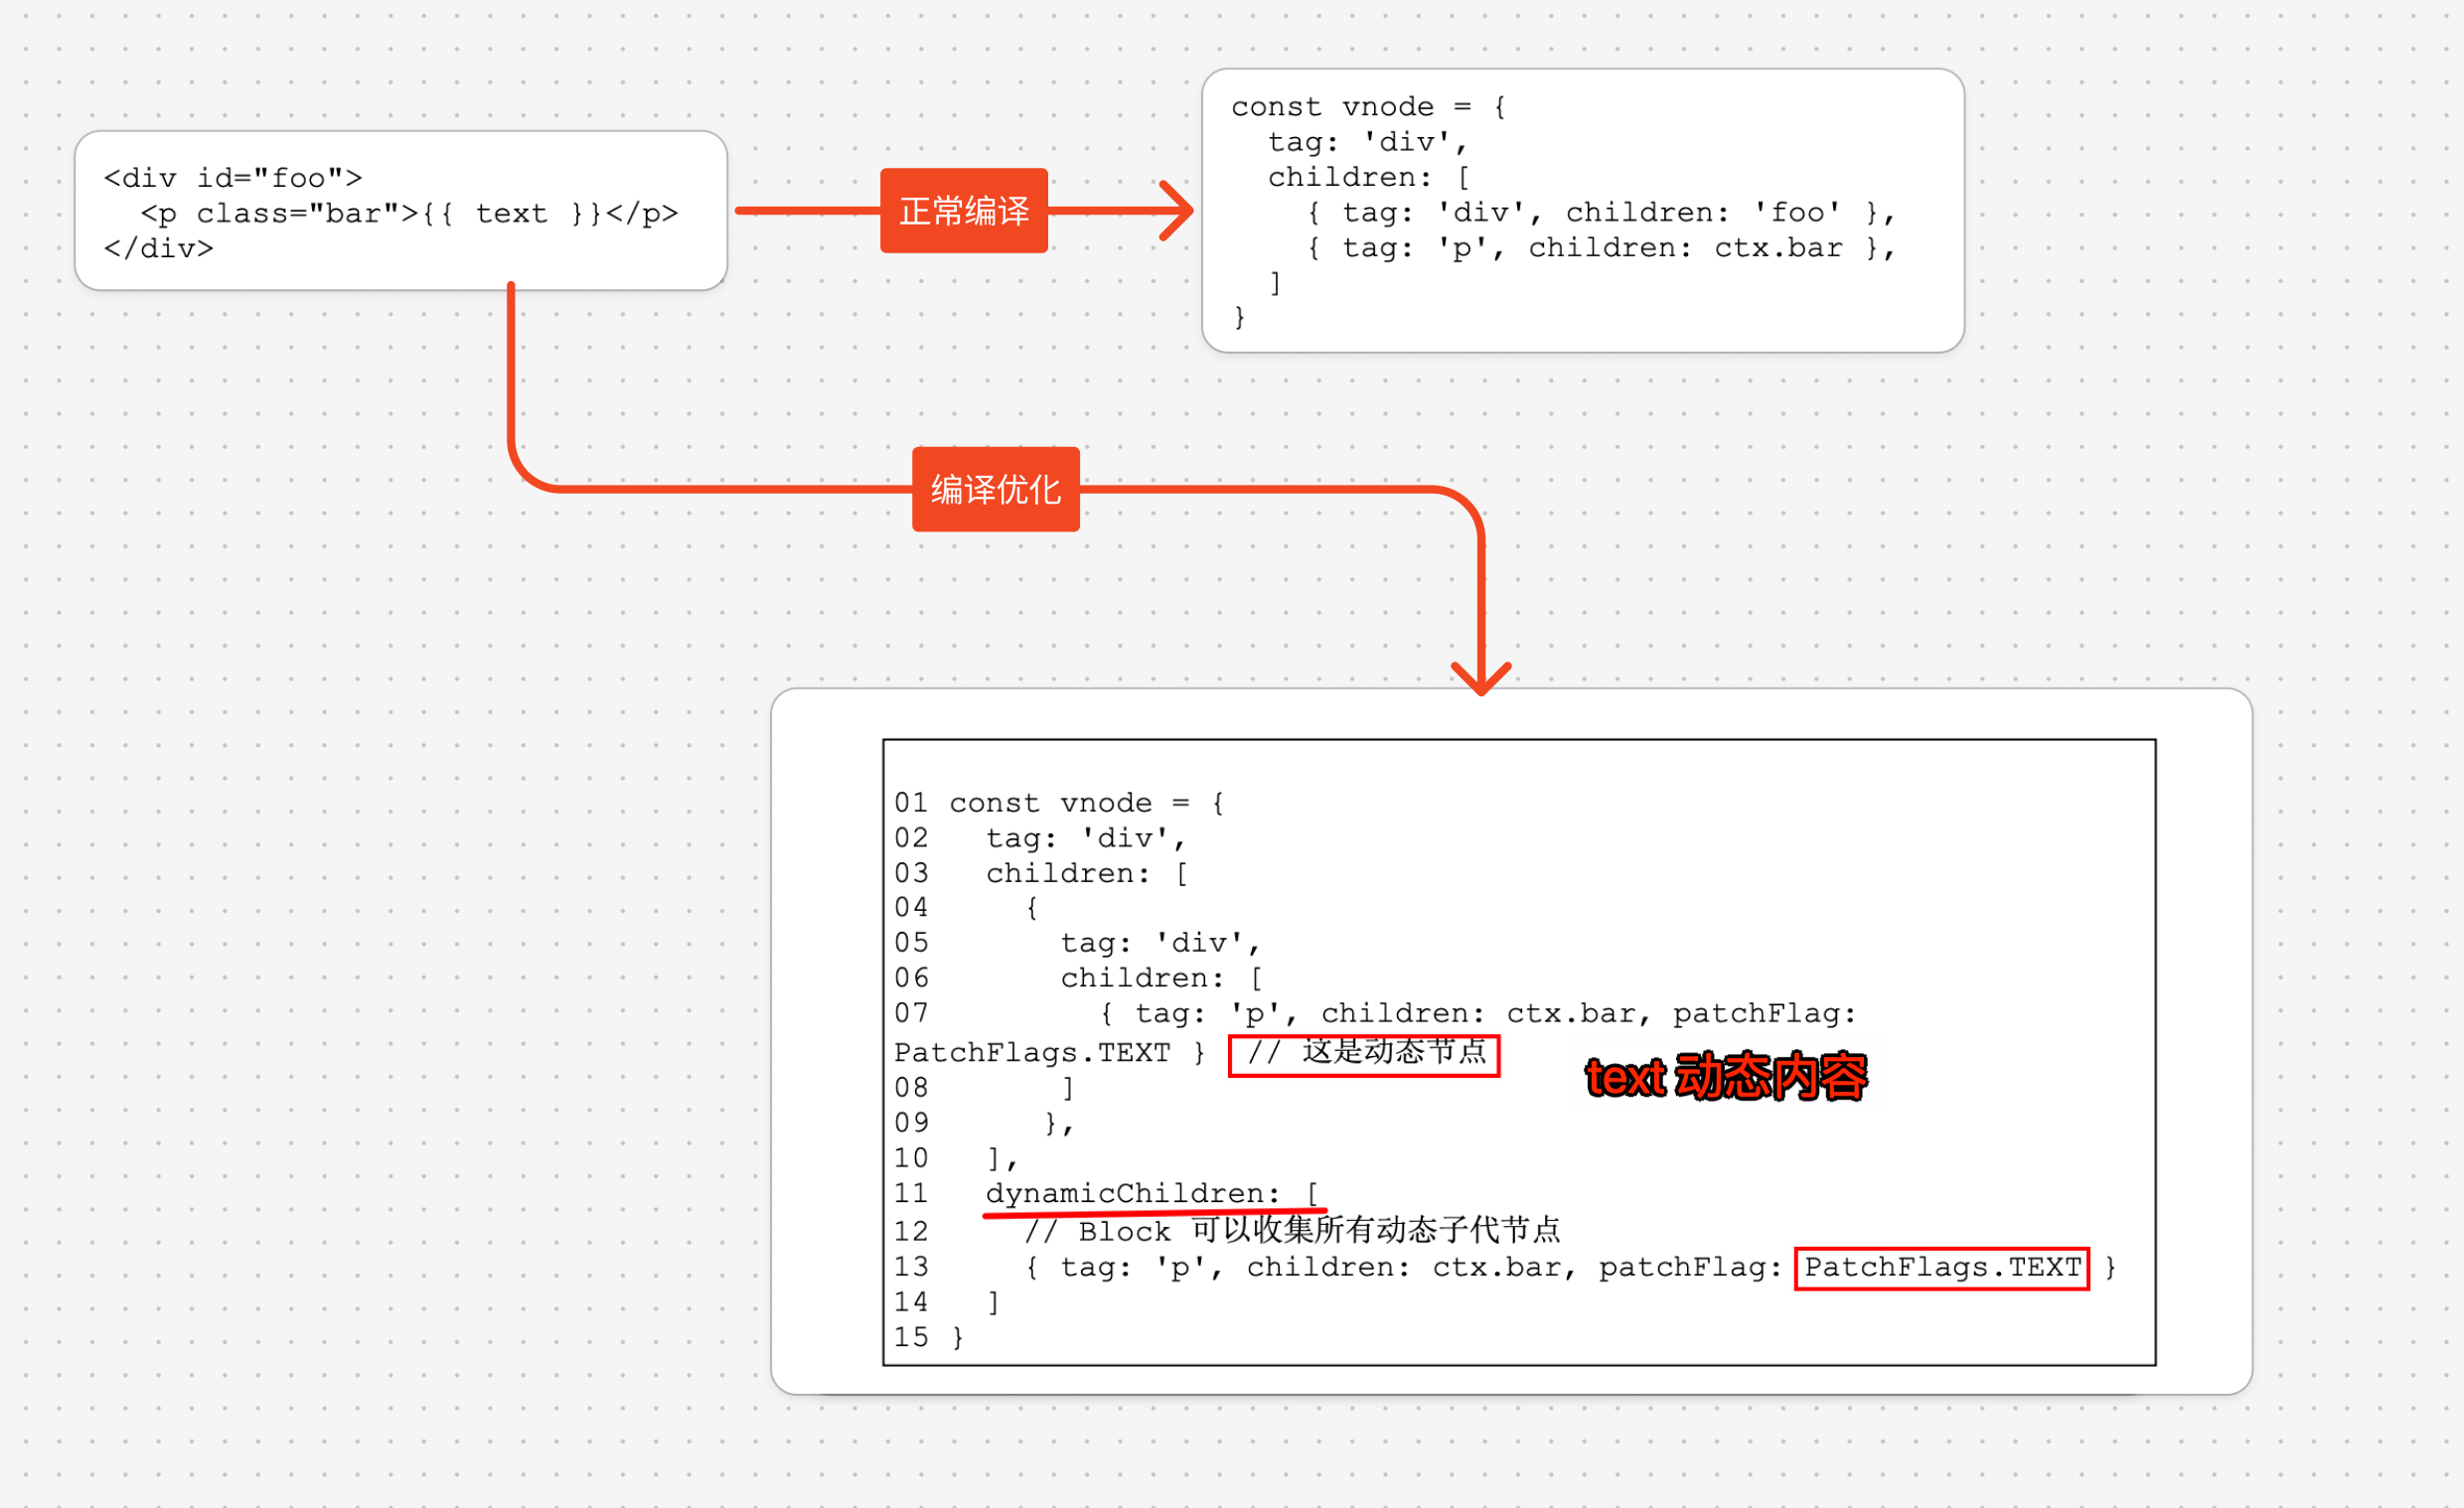 <div id="foo">
  <p class="bar">{{ text }}</p>
</div>
正常编译
const vnode = {
  tag: 'div',
  children: [
    { tag: 'div', children: 'foo' },
    { tag: 'p', children: ctx.bar },
  ]
}
编译优化
01 const vnode = {
02   tag: 'div',
03   children: [
04     {
05       tag: 'div',
06       children: [
07         { tag: 'p', children: ctx.bar, patchFlag:
PatchFlags.TEXT }  // 这是动态节点
text 动态内容
08       ]
09      },
10   ],
11   dynamicChildren: [
12     // Block 可以收集所有动态子代节点
13     { tag: 'p', children: ctx.bar, patchFlag: PatchFlags.TEXT }
14   ]
15 }